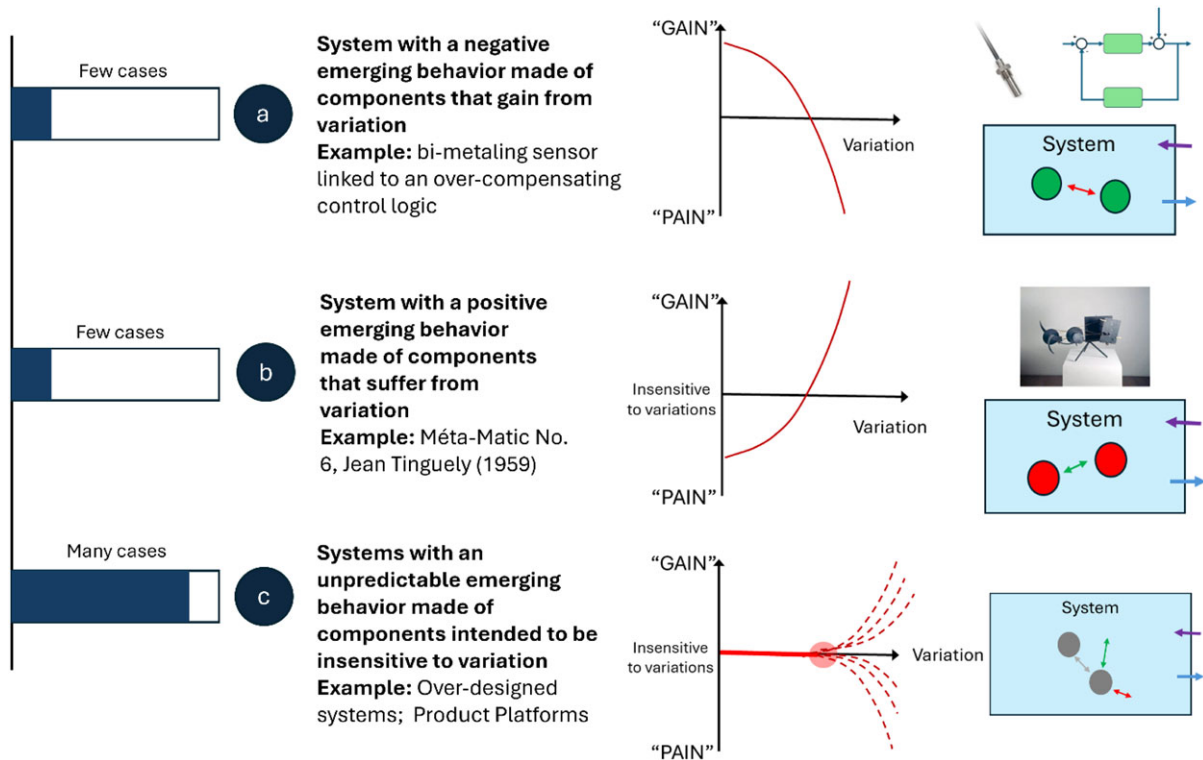 Few cases
a
System with a negative
emerging behavior made of
components that gain from
variation
Example: bi-metaling sensor
linked to an over-compensating
control logic
“GAIN”
Variation
“PAIN”
System
Few cases
b
System with a positive
emerging behavior
made of components
that suffer from
variation
Example: Méta-Matic No.
6, Jean Tinguely (1959)
“GAIN”
Insensitive
to variations
Variation
“PAIN”
System
Many cases
c
Systems with an
unpredictable emerging
behavior made of
components intended to be
insensitive to variation
Example: Over-designed
systems; Product Platforms
“GAIN”
Insensitive
to variations
Variation
“PAIN”
System